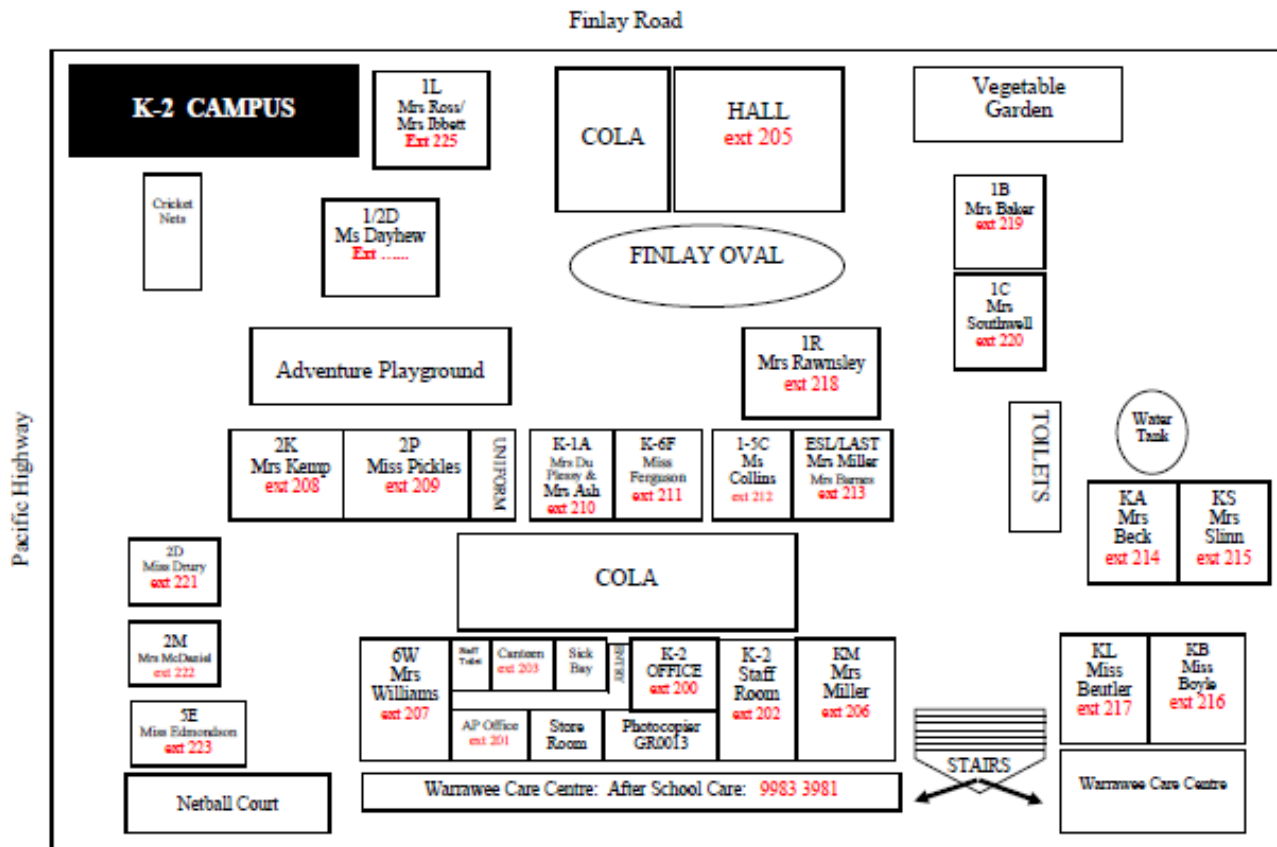 Finlay Road
K-2 CAMPUS
1L
Mrs Ross/
Mrs Ibbett
Ext 225
COLA
HALL
ext 205
Vegetable
Garden
Cricket
Nets
1/2D
Ms Dayhew
Ext ......
FINLAY OVAL
1B
Mrs Baker
ext 219
1C
Mrs
Southwell
ext 220
Adventure Playground
1R
Mrs Rawnsley
ext 218
Pacific Highway
2K
Mrs Kemp
ext 208
2P
Miss Pickles
ext 209
UNIFORM
K-1A
Mrs Du
Plessy &
Mrs Ash
ext 210
K-6F
Miss
Ferguson
ext 211
1-5C
Ms
Collins
ext 212
ESL/LAST
Mrs Miller
Mrs Barnes
ext 213
TOILETS
Water
Tank
KA
Mrs
Beck
ext 214
KS
Mrs
Slinn
ext 215
2D
Miss Drury
ext 221
COLA
2M
Mrs McDaniel
ext 222
6W
Mrs
Williams
ext 207
Staff
Toilet
Canteen
ext 203
Sick
Bay
ENTRY
K-2
OFFICE
ext 200
K-2
Staff
Room
ext 202
KM
Mrs
Miller
ext 206
KL
Miss
Beutler
ext 217
KB
Miss
Boyle
ext 216
5E
Miss Edmondson
ext 223
AP Office
ext 201
Store
Room
Photocopier
GR0013
STAIRS
Netball Court
Warrawee Care Centre: After School Care: 9983 3981
Warrawee Care Centre